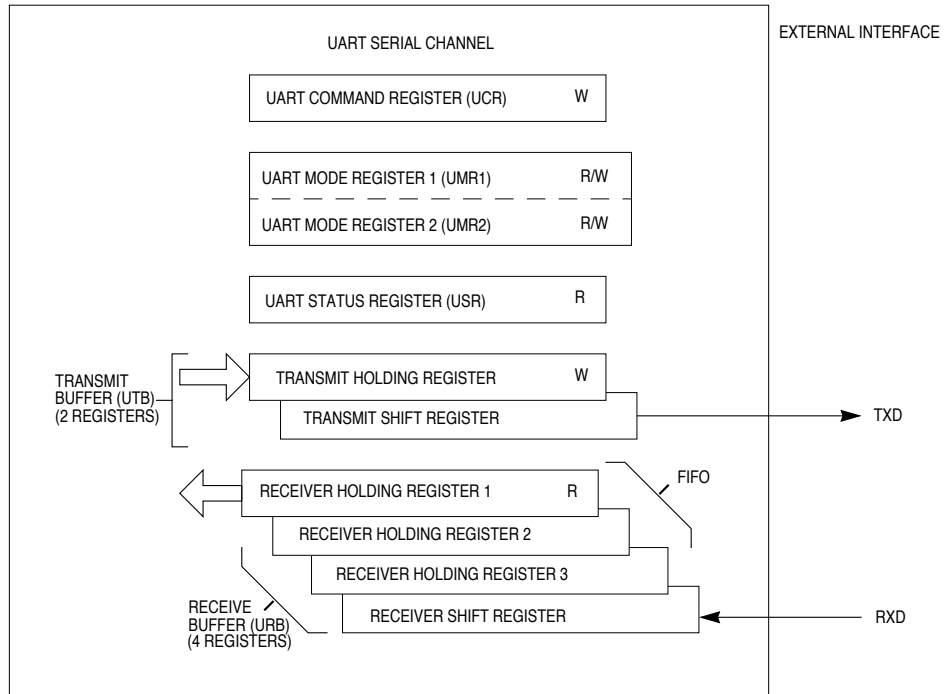 EXTERNAL INTERFACE
UART SERIAL CHANNEL
UART COMMAND REGISTER (UCR) W
UART MODE REGISTER 1 (UMR1) R/W
UART MODE REGISTER 2 (UMR2) R/W
UART STATUS REGISTER (USR) R
TRANSMIT
BUFFER (UTB)
(2 REGISTERS)
TRANSMIT HOLDING REGISTER W
TRANSMIT SHIFT REGISTER
TXD
RECEIVER HOLDING REGISTER 1 R
FIFO
RECEIVER HOLDING REGISTER 2
RECEIVER HOLDING REGISTER 3
RECEIVER SHIFT REGISTER
RECEIVE
BUFFER (URB)
(4 REGISTERS)
RXD